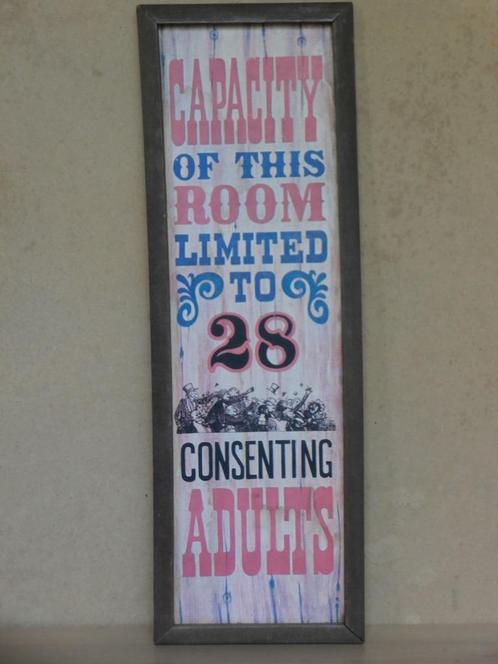 CAPACITY
OF THIS
ROOM
LIMITED
TO
28
CONSENTING
ADULTS